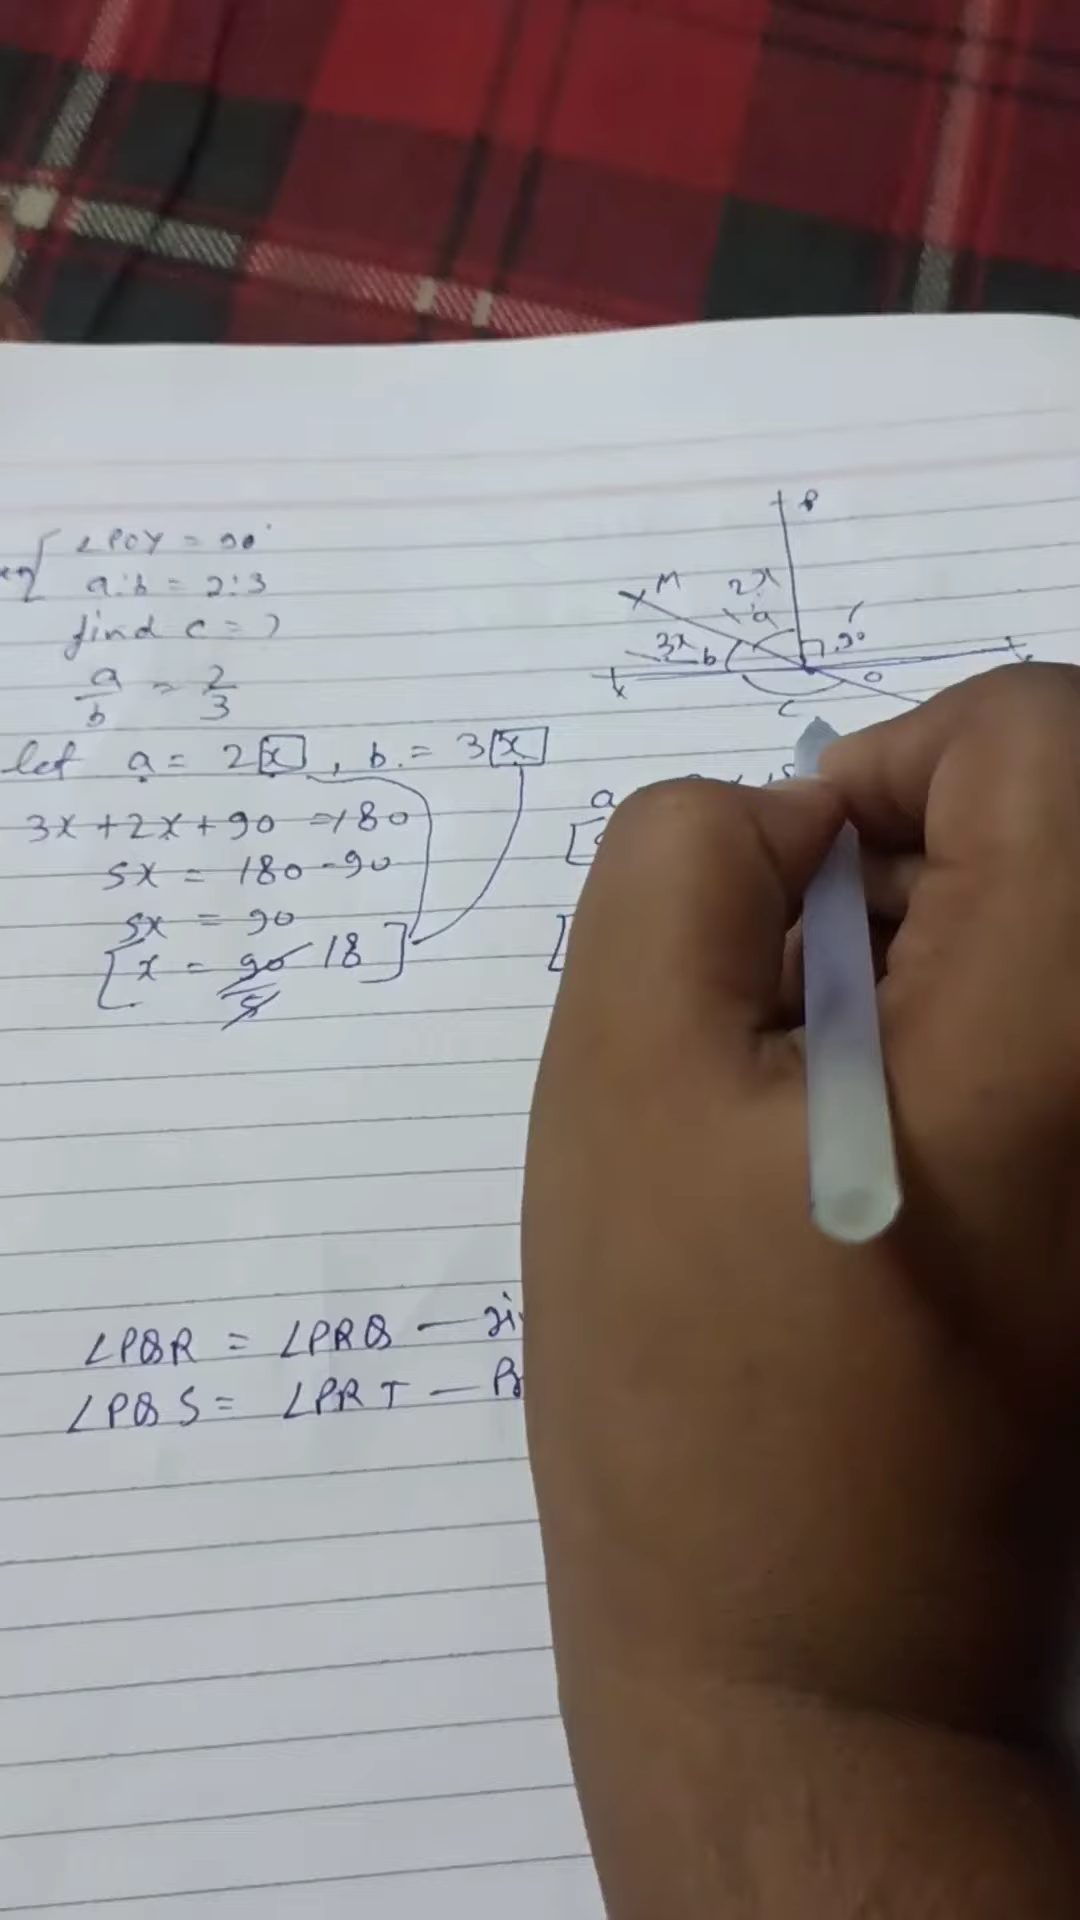 ∠POY = 90°
a:b = 2:3
find c = ?
a/b = 2/3
let a = 2x, b = 3x
3x+2x+90 = 180
5x = 180-90
5x = 90
x = 90/5 18
P
M 2x
a
3x b 90°
O
C
a
∠PQR = ∠PRQ —
∠PQS = ∠PRT —